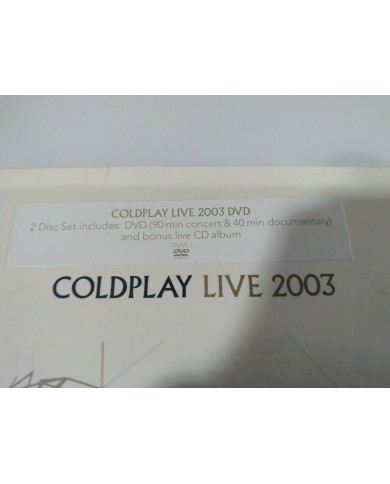 COLDPLAY LIVE 2003 DVD
2 Disc Set includes: DVD (90 min concert & 40 min documentary)
and bonus live CD album
DVD
COLDPLAY LIVE 2003